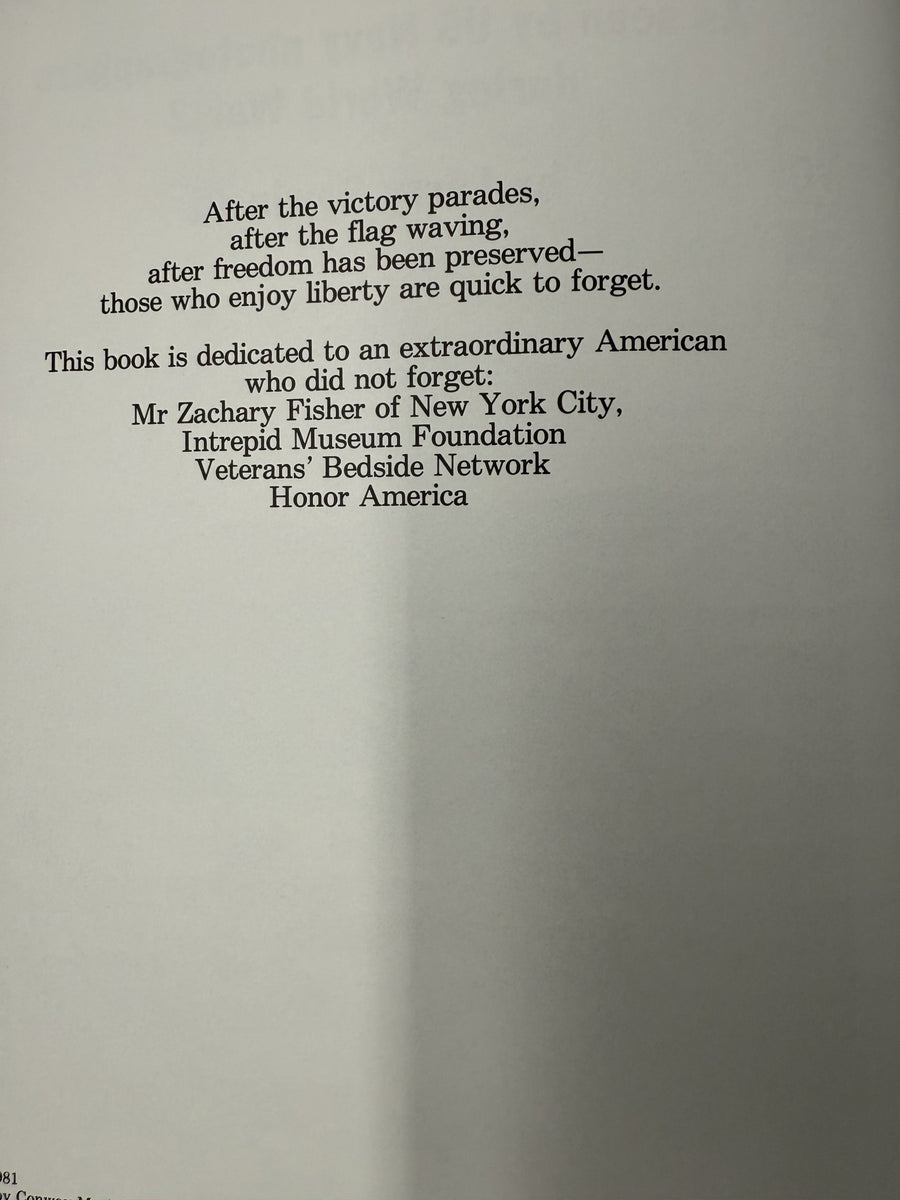 After the victory parades,
after the flag waving,
after freedom has been preserved—
those who enjoy liberty are quick to forget.
This book is dedicated to an extraordinary American
who did not forget:
Mr Zachary Fisher of New York City,
Intrepid Museum Foundation
Veterans’ Bedside Network
Honor America
981